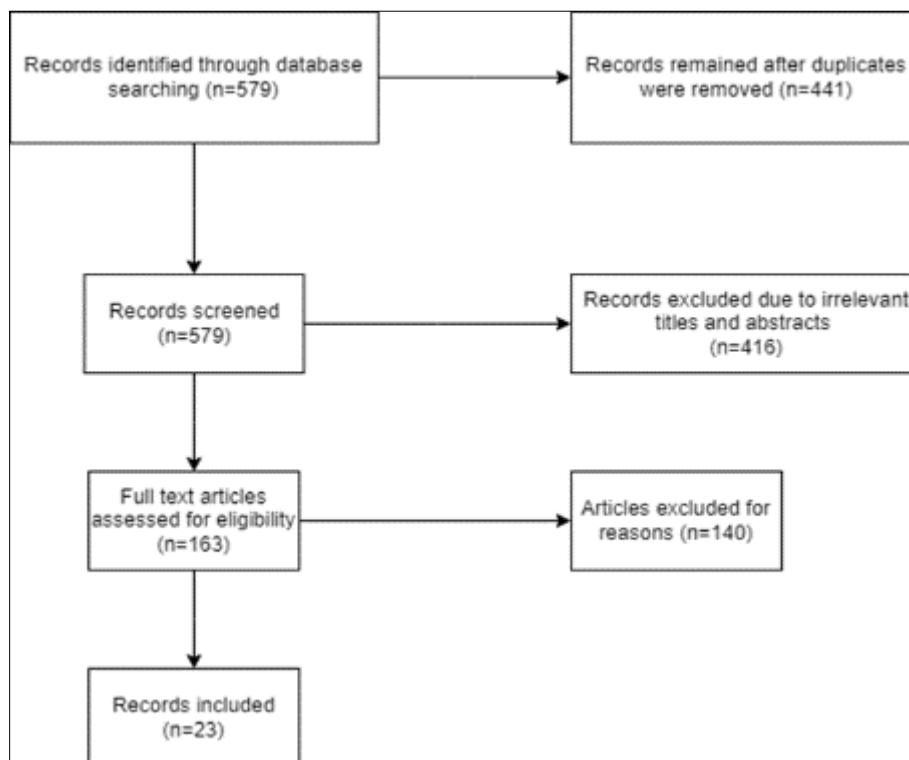 Records identified through database
searching (n=579)
Records remained after duplicates
were removed (n=441)
Records screened
(n=579)
Records excluded due to irrelevant
titles and abstracts
(n=416)
Full text articles
assessed for eligibility
(n=163)
Articles excluded for
reasons (n=140)
Records included
(n=23)